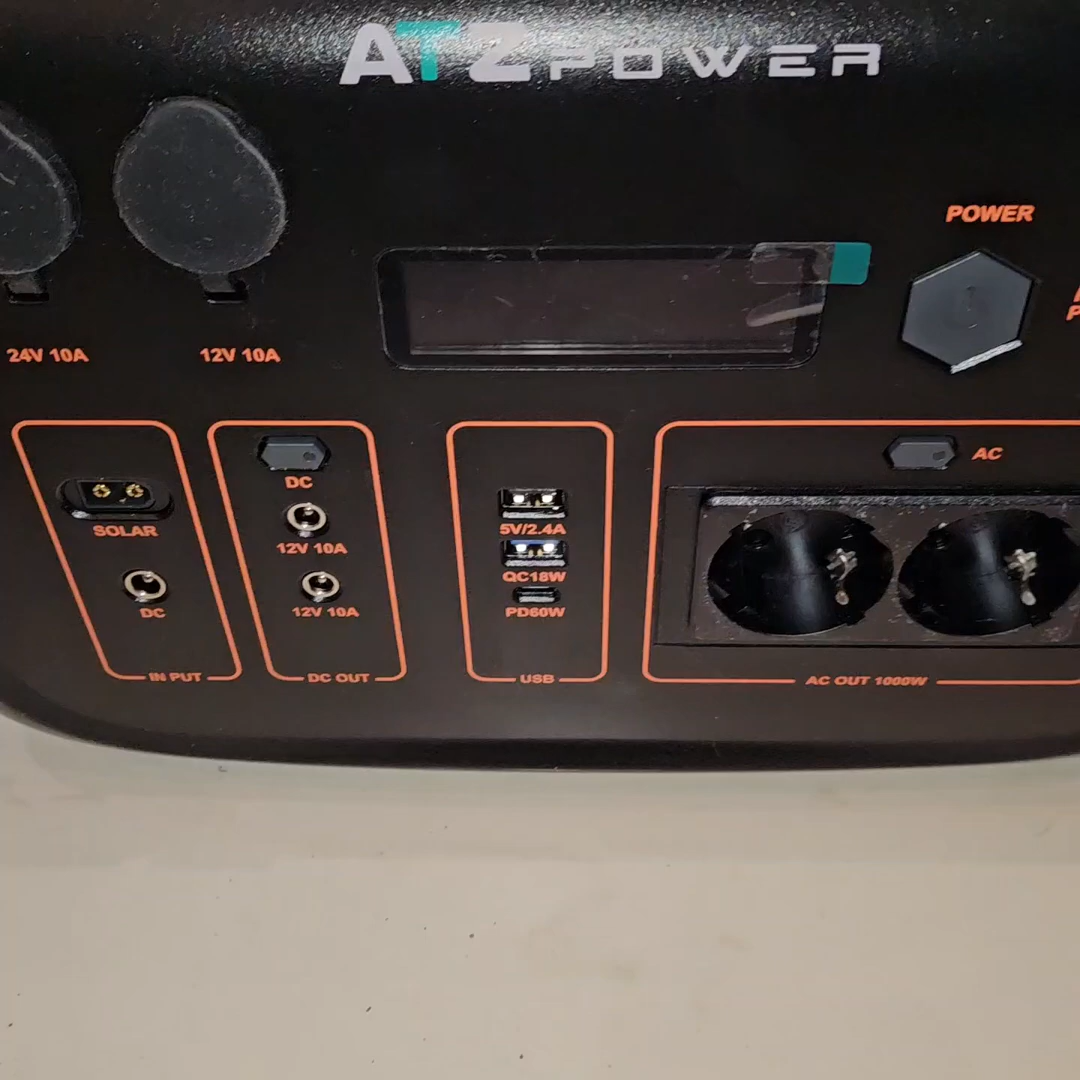 ATZPOWER
POWER
24V 10A
12V 10A
AC
DC
SOLAR
5V/2.4A
12V 10A
QC18W
DC
12V 10A
PD60W
IN PUT
DC OUT
USB
AC OUT 1000W